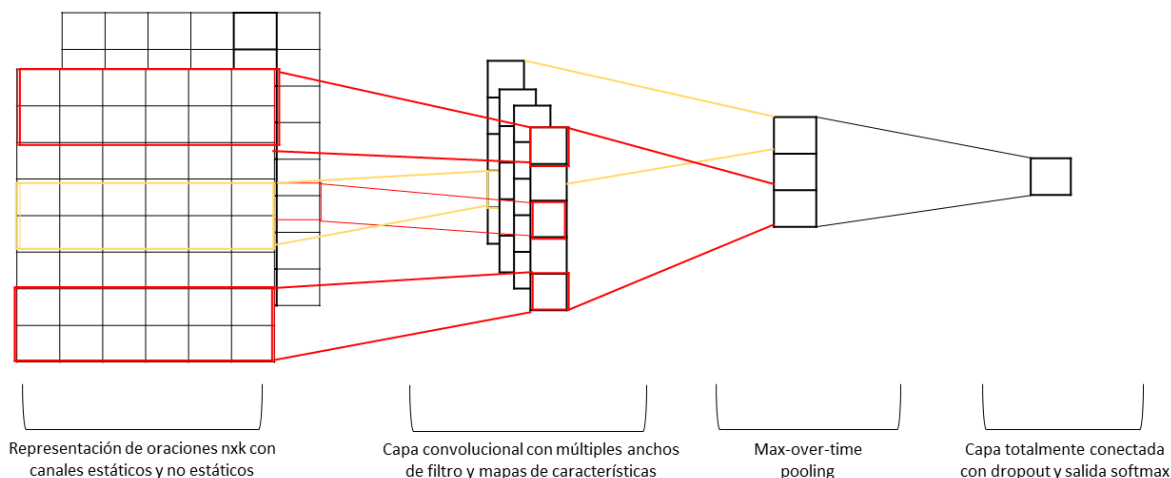 Representación de oraciones nxk con
canales estáticos y no estáticos
Capa convolucional con múltiples anchos
de filtro y mapas de características
Max-over-time
pooling
Capa totalmente conectada
con dropout y salida softmax